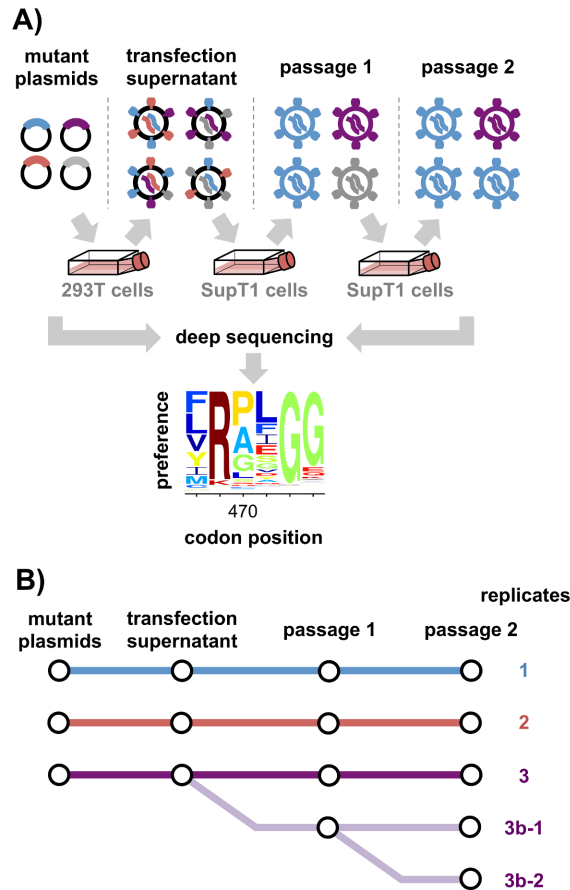 A)
mutant
plasmids
transfection
supernatant
passage 1
passage 2
293T cells
SupT1 cells
SupT1 cells
deep sequencing
preference
F R P L G G
L A F
V G I
Y L E
I K
M
470
codon position
B)
replicates
mutant
plasmids
transfection
supernatant
passage 1
passage 2
1
2
3
3b-1
3b-2